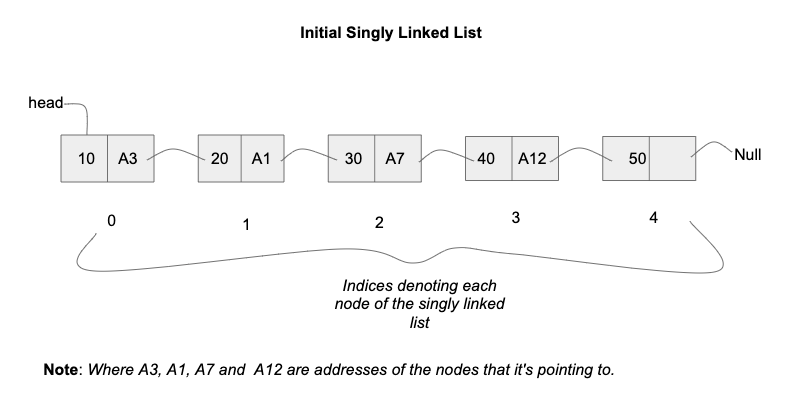 Initial Singly Linked List
head
10 A3 20 A1 30 A7 40 A12 50 Null
0 1 2 3 4
Indices denoting each
node of the singly linked
list
Note: Where A3, A1, A7 and A12 are addresses of the nodes that it's pointing to.